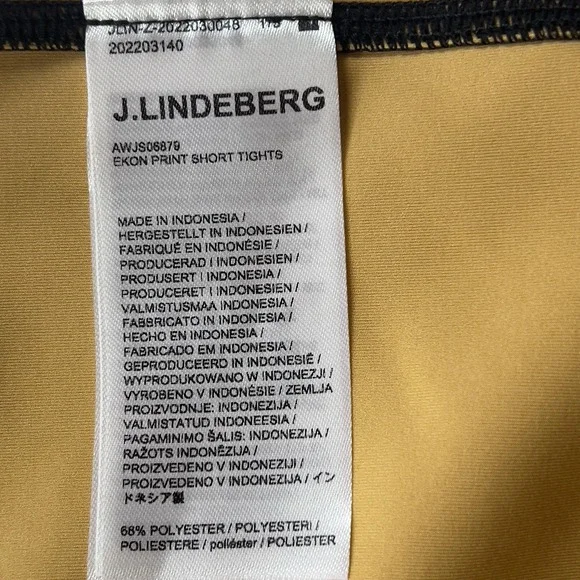 JLIN-Z-2022030048
202203140
J.LINDEBERG
AWJS06879
EKON PRINT SHORT TIGHTS
MADE IN INDONESIA /
HERGESTELLT IN INDONESIEN /
FABRIQUÉ EN INDONÉSIE /
PRODUCERAD I INDONESIEN /
PRODUSERT I INDONESIA /
PRODUCERET I INDONESIEN /
VALMISTUSMAA INDONESIA /
FABBRICATO IN INDONESIA /
HECHO EN INDONESIA /
FABRICADO EM INDONESIA /
GEPRODUCEERD IN INDONESIË /
WYPRODUKOWANO W INDONEZJI /
VYROBENO V INDONÉSIE / ZEMLJA
PROIZVODNJE: INDONEZIJA /
VALMISTATUD INDONEESIA /
PAGAMINIMO ŠALIS: INDONEZIJA /
RAŽOTS INDONĒZIJA /
PROIZVEDENO V INDONEZIJI /
PROIZVEDENO V INDONEZIJA / イン
ドネシア製
68% POLYESTER / POLYESTERI /
POLIESTERE / poliéster / POLIESTER